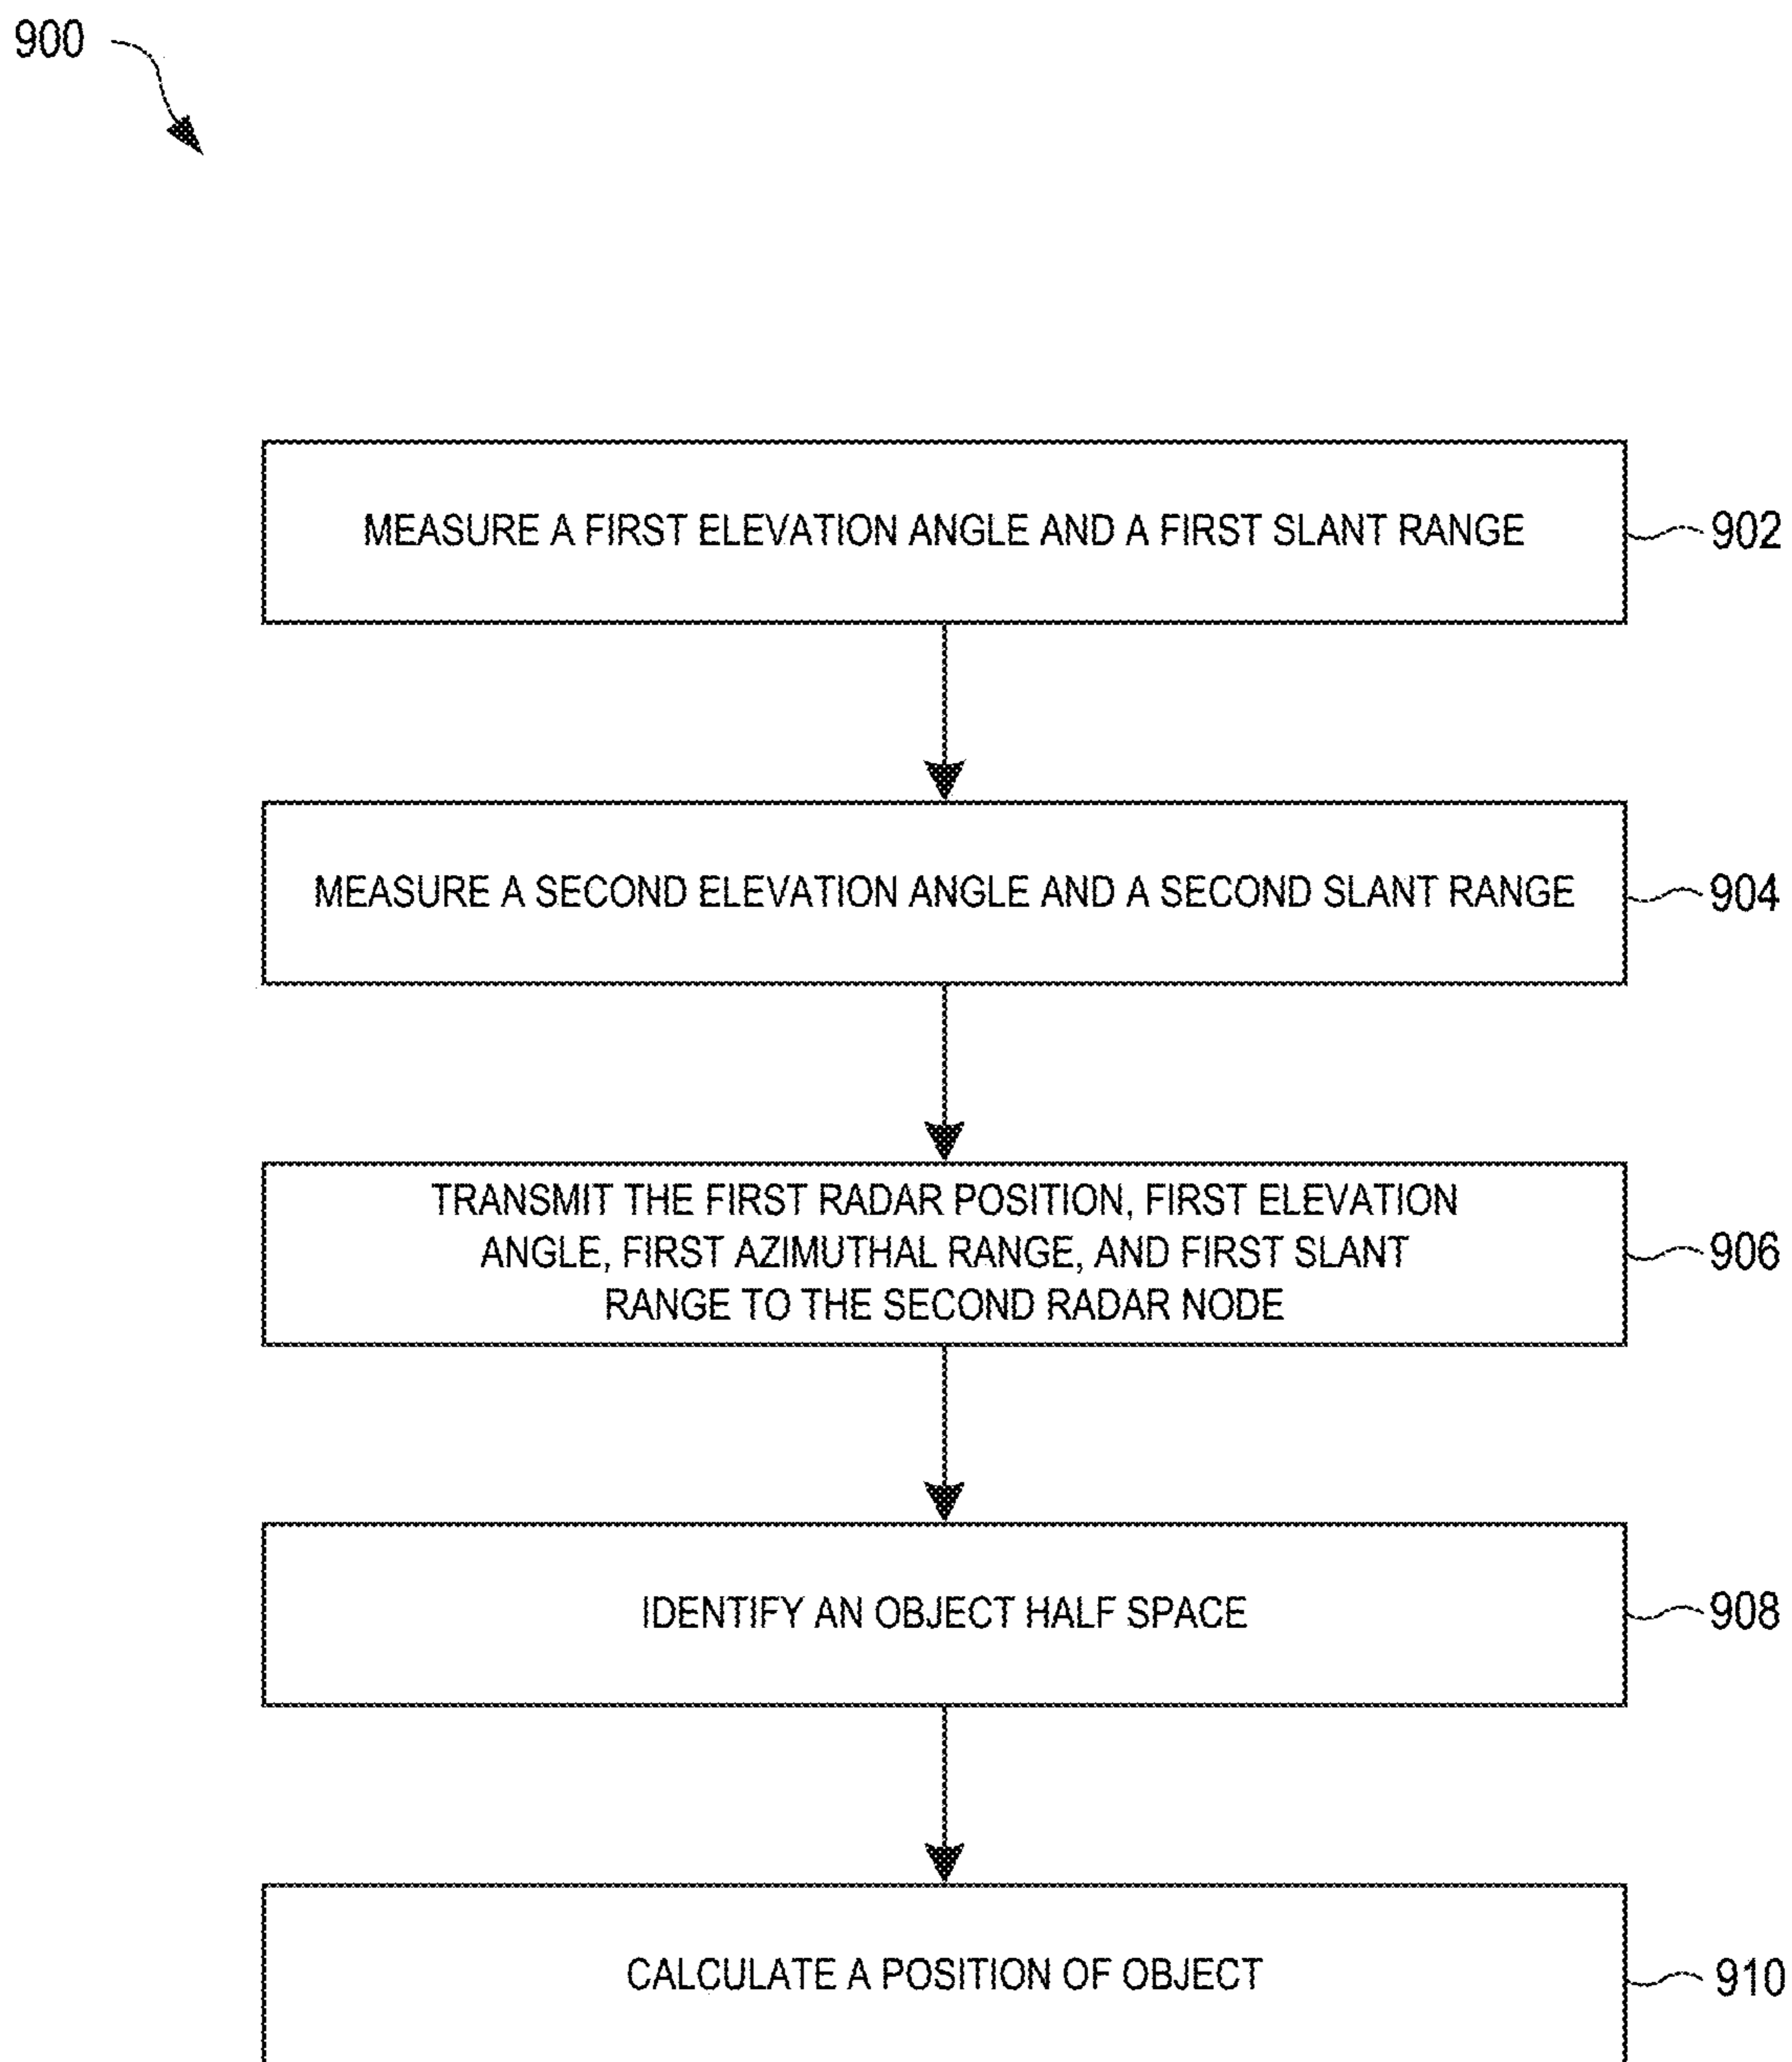 900
MEASURE A FIRST ELEVATION ANGLE AND A FIRST SLANT RANGE
902
MEASURE A SECOND ELEVATION ANGLE AND A SECOND SLANT RANGE
904
TRANSMIT THE FIRST RADAR POSITION, FIRST ELEVATION
ANGLE, FIRST AZIMUTHAL RANGE, AND FIRST SLANT
RANGE TO THE SECOND RADAR NODE
906
IDENTIFY AN OBJECT HALF SPACE
908
CALCULATE A POSITION OF OBJECT
910